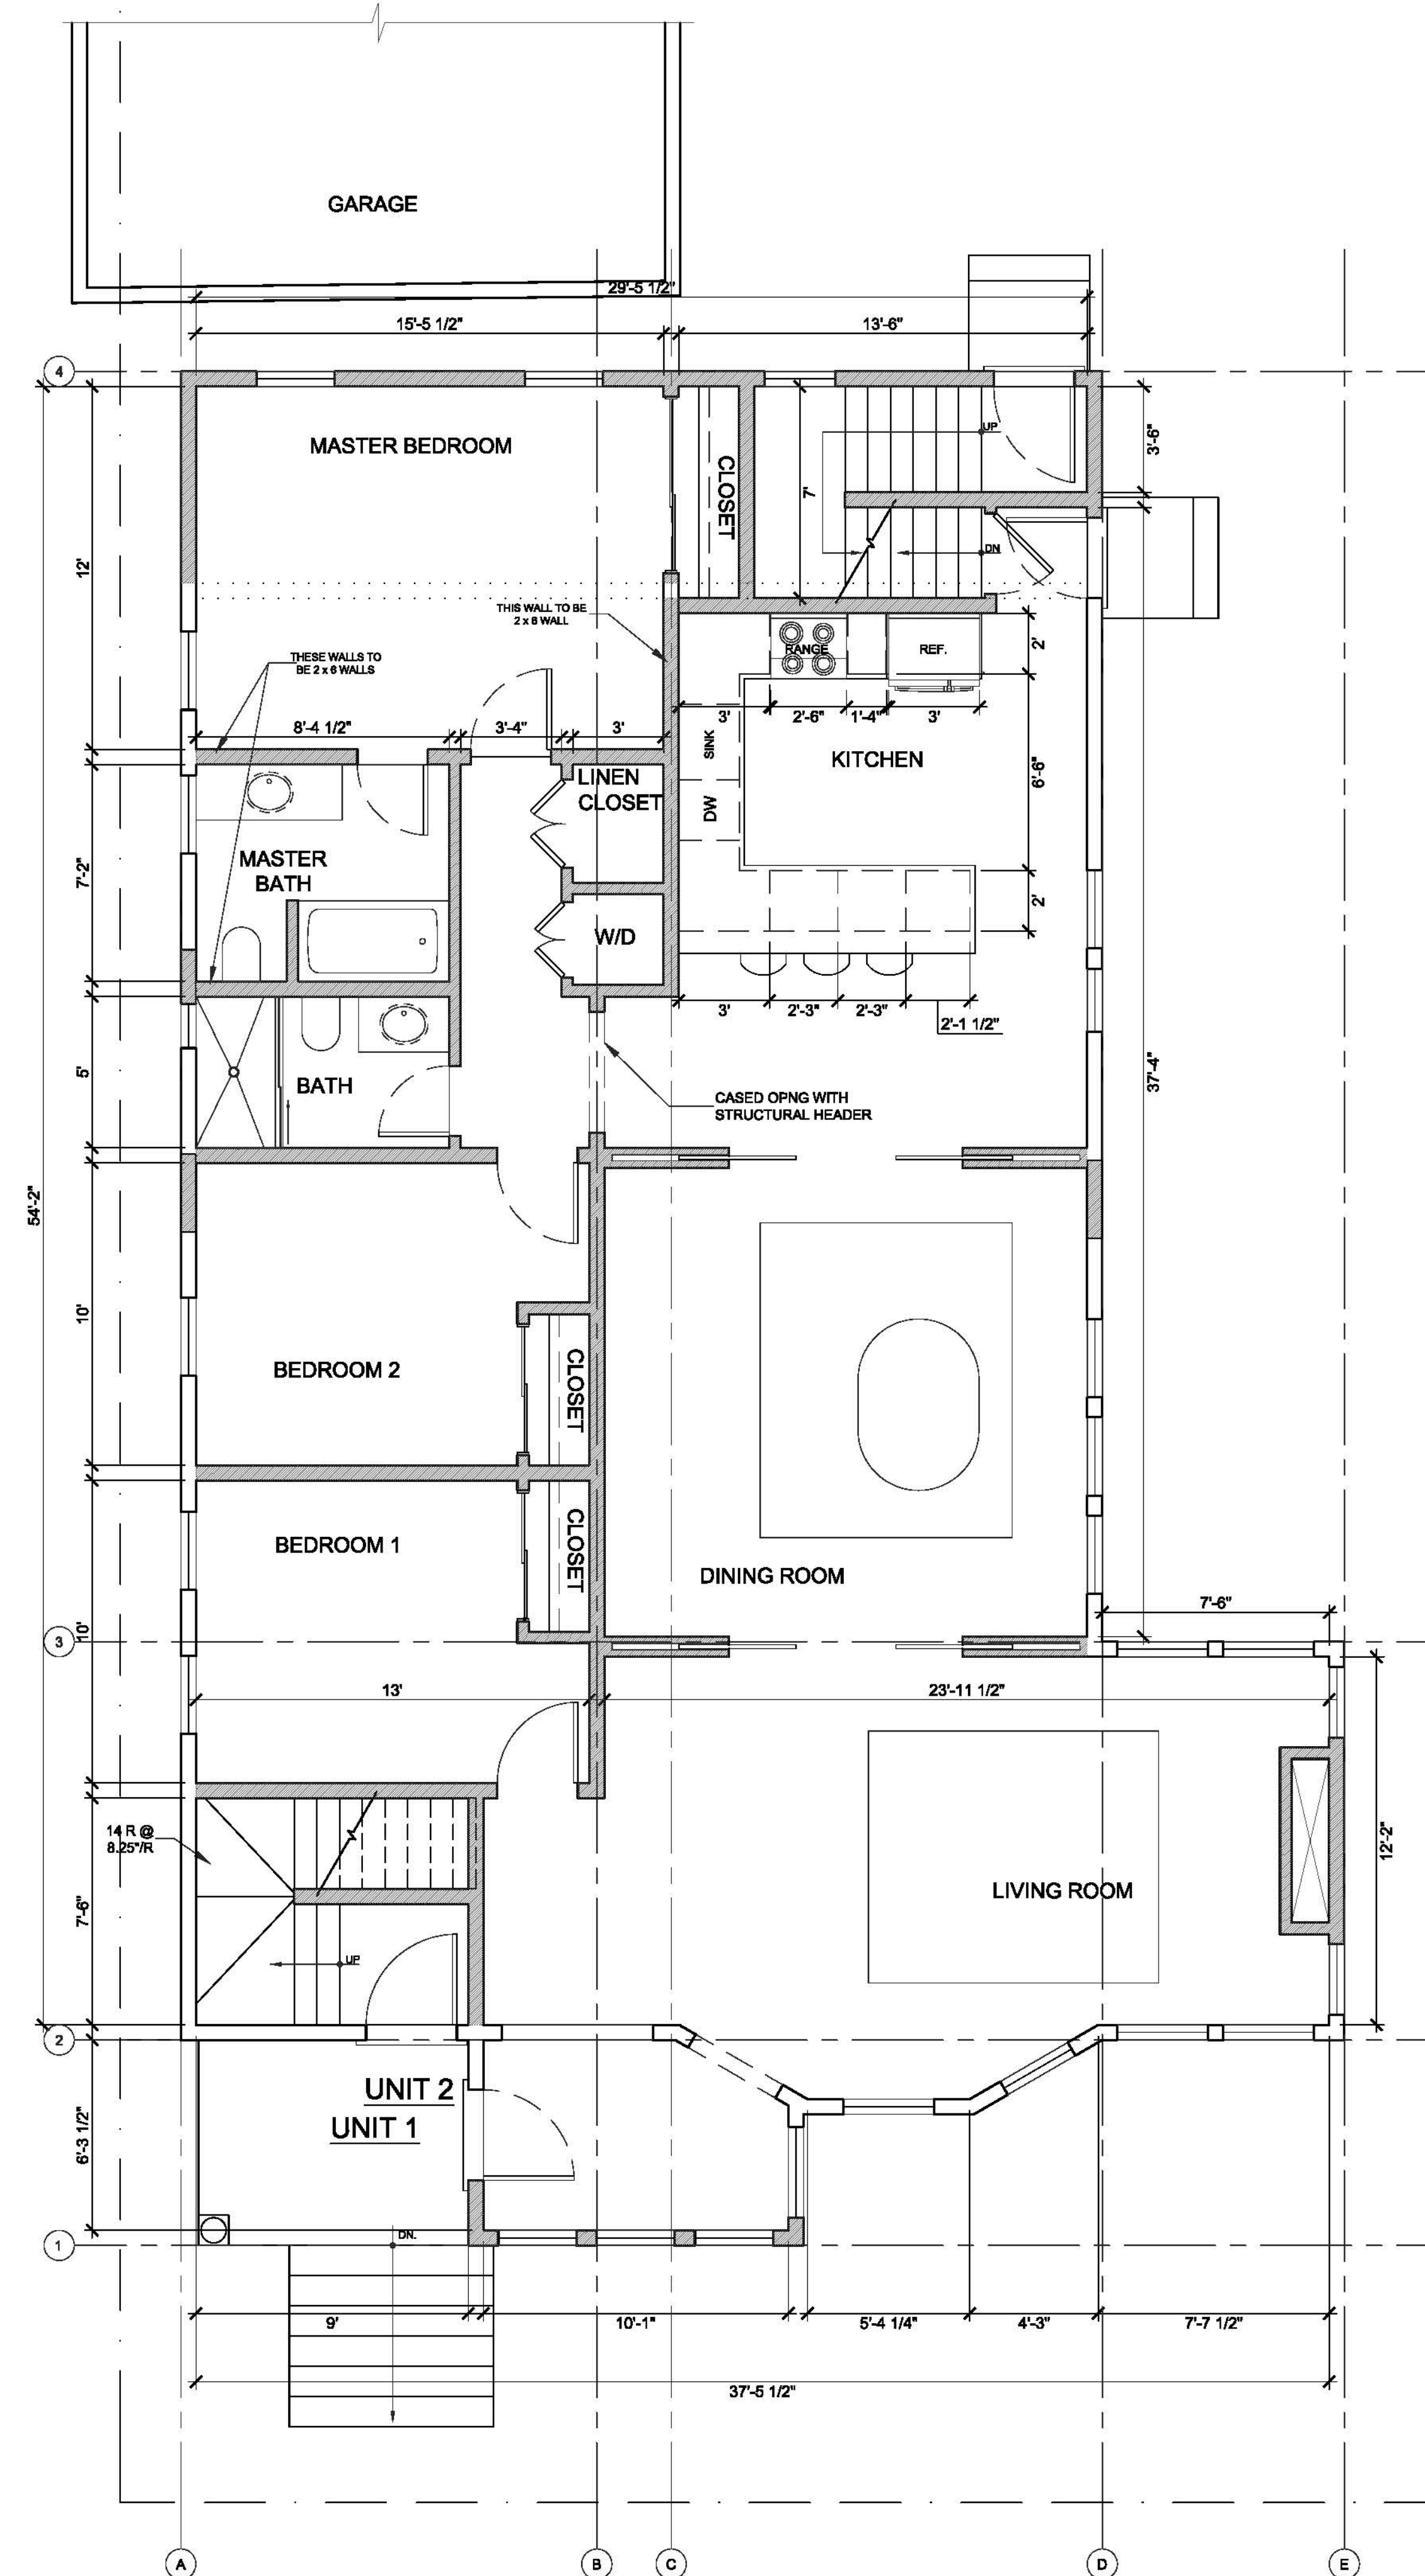 GARAGE
29'-5 1/2"
15'-5 1/2"
13'-6"
4
MASTER BEDROOM
CLOSET
UP
3'-6"
7'
DN
12'
THIS WALL TO BE
2 x 6 WALL
THESE WALLS TO
BE 2 x 6 WALLS
RANGE
REF.
2'
8'-4 1/2"
3'-4"
3'
3'
2'-6"
1'-4"
3'
SINK
KITCHEN
6'-6"
LINEN
CLOSET
DW
MASTER
BATH
7'-2"
2'
W/D
3'
2'-3"
2'-3"
2'-1 1/2"
5'
BATH
37'-4"
CASED OPNG WITH
STRUCTURAL HEADER
54'-2"
10'
BEDROOM 2
CLOSET
BEDROOM 1
CLOSET
DINING ROOM
7'-6"
3
10'
13'
23'-11 1/2"
14 R @
8.25"/R
12'-2"
LIVING ROOM
7'-6"
UP
2
UNIT 2
UNIT 1
6'-3 1/2"
DN.
1
9'
10'-1"
5'-4 1/4"
4'-3"
7'-7 1/2"
37'-5 1/2"
A
B
C
D
E